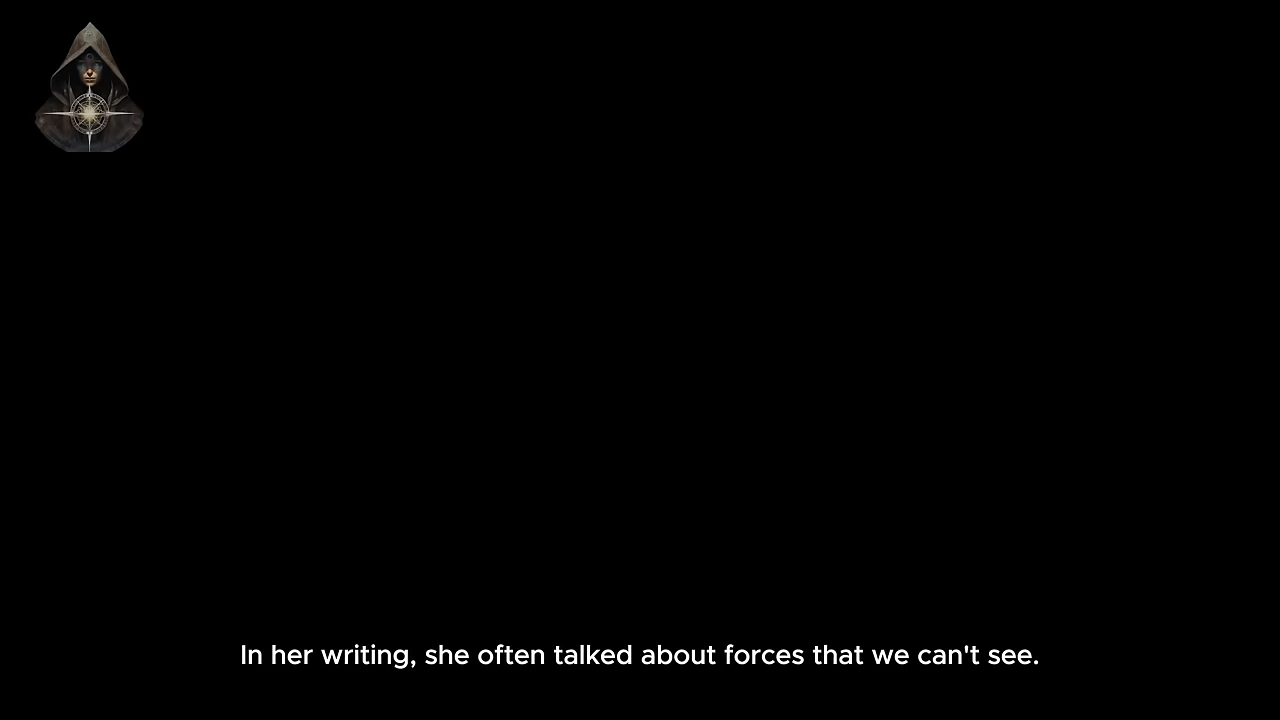 In her writing, she often talked about forces that we can't see.